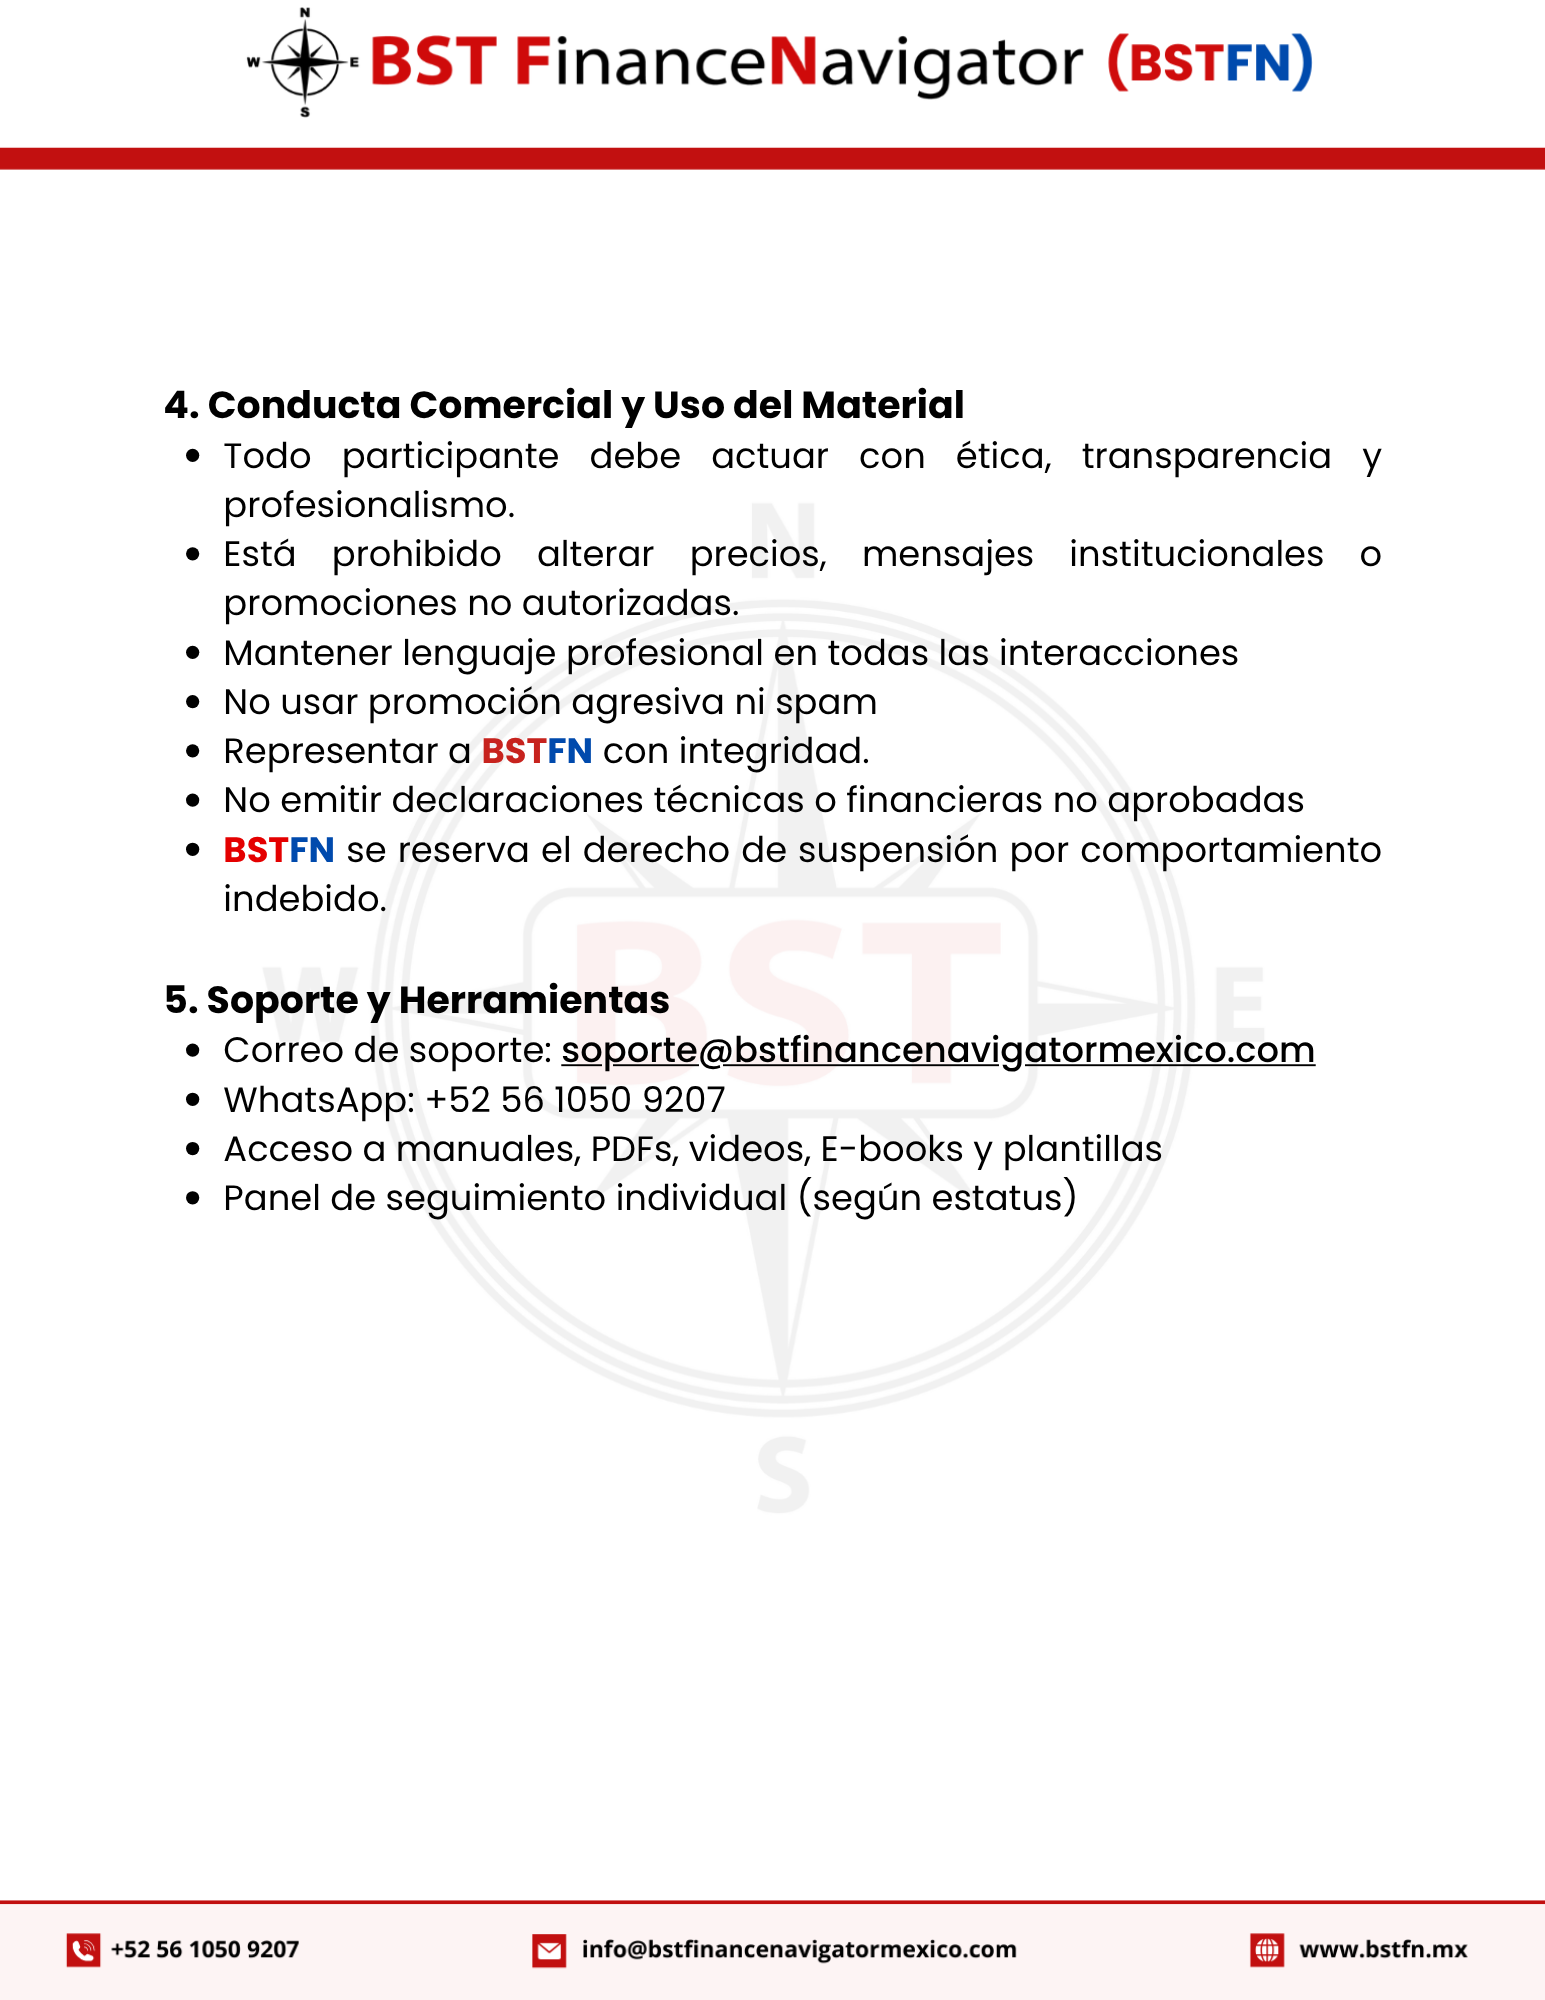 N
W E BST FinanceNavigator (BSTFN)
S
4. Conducta Comercial y Uso del Material
• Todo participante debe actuar con ética, transparencia y
profesionalismo.
• Está prohibido alterar precios, mensajes institucionales o
promociones no autorizadas.
• Mantener lenguaje profesional en todas las interacciones
• No usar promoción agresiva ni spam
• Representar a BSTFN con integridad.
• No emitir declaraciones técnicas o financieras no aprobadas
• BSTFN se reserva el derecho de suspensión por comportamiento
indebido.
5. Soporte y Herramientas
• Correo de soporte: soporte@bstfinancenavigatormexico.com
• WhatsApp: +52 56 1050 9207
• Acceso a manuales, PDFs, videos, E-books y plantillas
• Panel de seguimiento individual (según estatus)
N
W BST E
S
+52 56 1050 9207 info@bstfinancenavigatormexico.com www.bstfn.mx